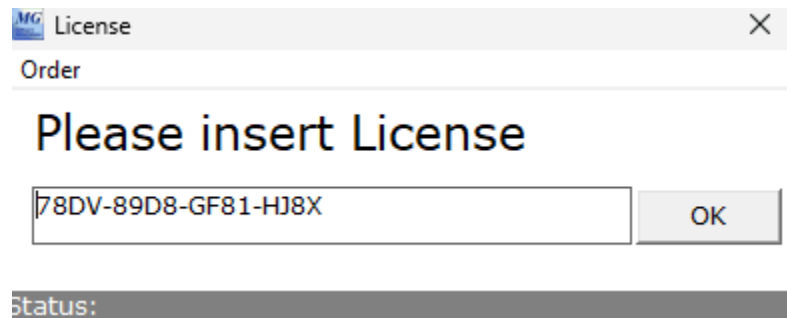 MG
License
Order
Please insert License
78DV-89D8-GF81-HJ8X
OK
Status: